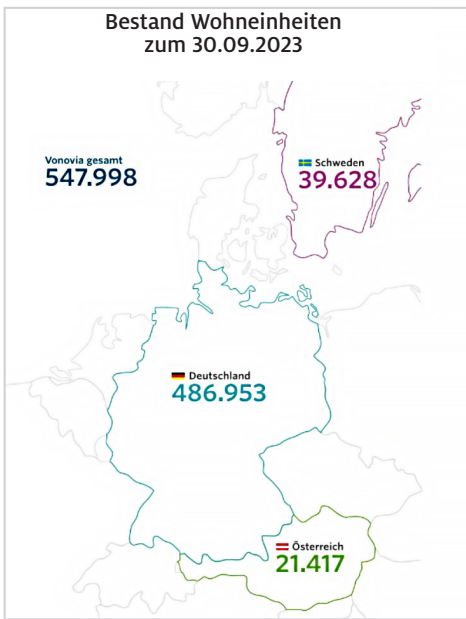 Bestand Wohneinheiten
zum 30.09.2023
Vonovia gesamt
547.998
Schweden
39.628
Deutschland
486.953
Österreich
21.417